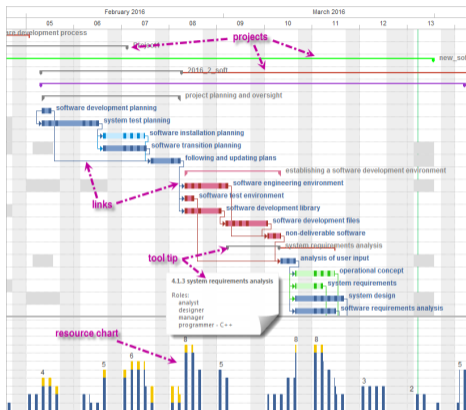 February 2016 March 2016
05 06 07 08 09 10 11 12 13
ce development process
projects
new_sof
2016_2_soft
project planning and oversight
software development planning
system test planning
software installation planning
software transition planning
following and updating plans
establishing a software development environment
software engineering environment
links
software test environment
software development library
software development files
non-deliverable software
system requirements analysis
tool tip
analysis of user input
operational concept
4.1.3 system requirements analysis
system requirements
Roles:
analyst
system design
designer
manager
software requirements analysis
programmer - C++
resource chart
8 8 8
6
5 5 5
4
3
2